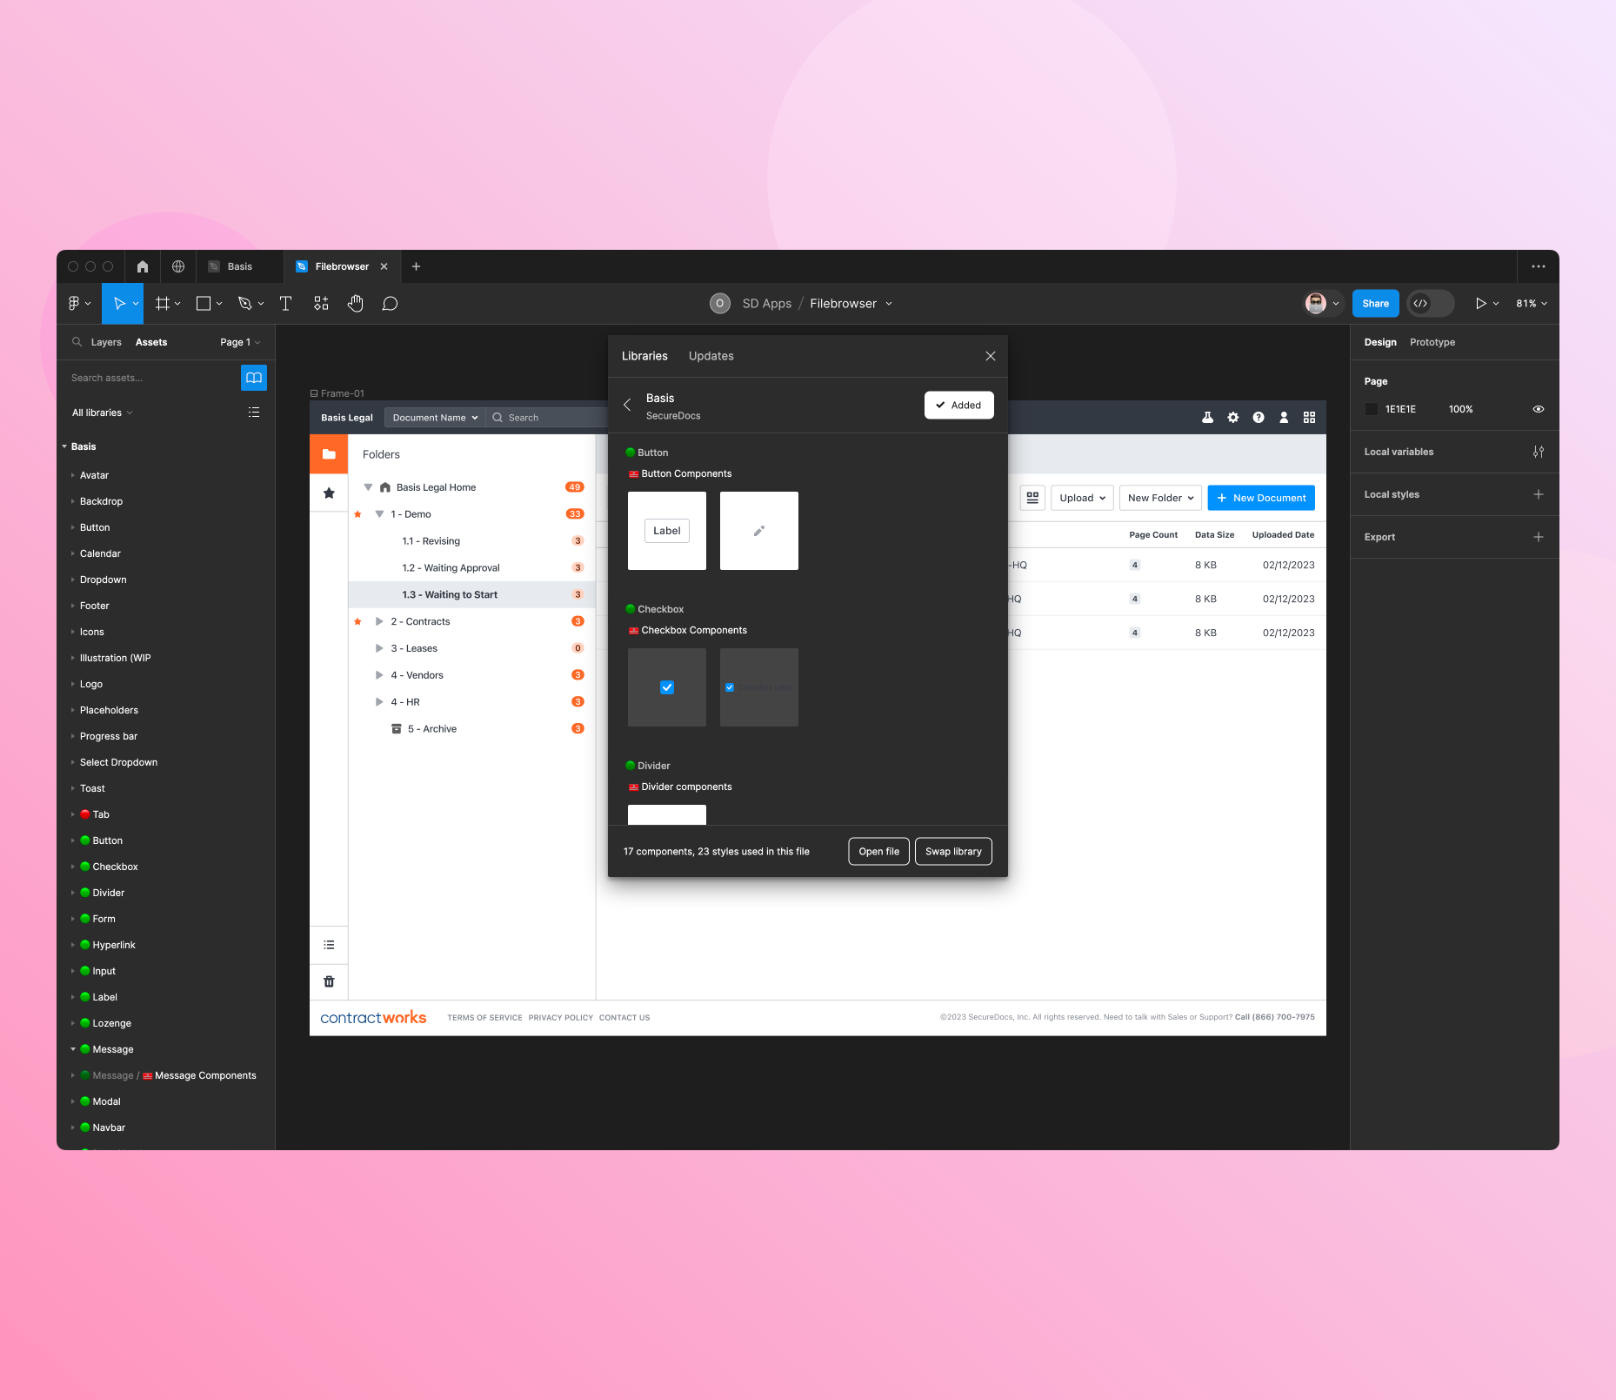 Basis
Filebrowser
SD Apps / Filebrowser
Share
81%
Layers
Assets
Page 1
Search assets...
All libraries
Basis
Avatar
Backdrop
Button
Calendar
Dropdown
Footer
Icons
Illustration (WIP
Logo
Placeholders
Progress bar
Select Dropdown
Toast
Tab
Button
Checkbox
Divider
Form
Hyperlink
Input
Label
Lozenge
Message
Message / Message Components
Modal
Navbar
Frame-01
Basis Legal
Document Name
Search
Folders
Basis Legal Home 49
1 - Demo 33
1.1 - Revising 3
1.2 - Waiting Approval 3
1.3 - Waiting to Start 3
2 - Contracts 3
3 - Leases 0
4 - Vendors 3
4 - HR 3
5 - Archive 3
Libraries
Updates
Basis
SecureDocs
Added
Button
Button Components
Label
Checkbox
Checkbox Components
Divider
Divider components
17 components, 23 styles used in this file
Open file
Swap library
Upload
New Folder
New Document
Page Count Data Size Uploaded Date
-HQ 4 8 KB 02/12/2023
HQ 4 8 KB 02/12/2023
HQ 4 8 KB 02/12/2023
contractworks
TERMS OF SERVICE PRIVACY POLICY CONTACT US
©2023 SecureDocs, Inc. All rights reserved. Need to talk with Sales or Support? Call (866) 700-7975
Design
Prototype
Page
1E1E1E 100%
Local variables
Local styles
Export